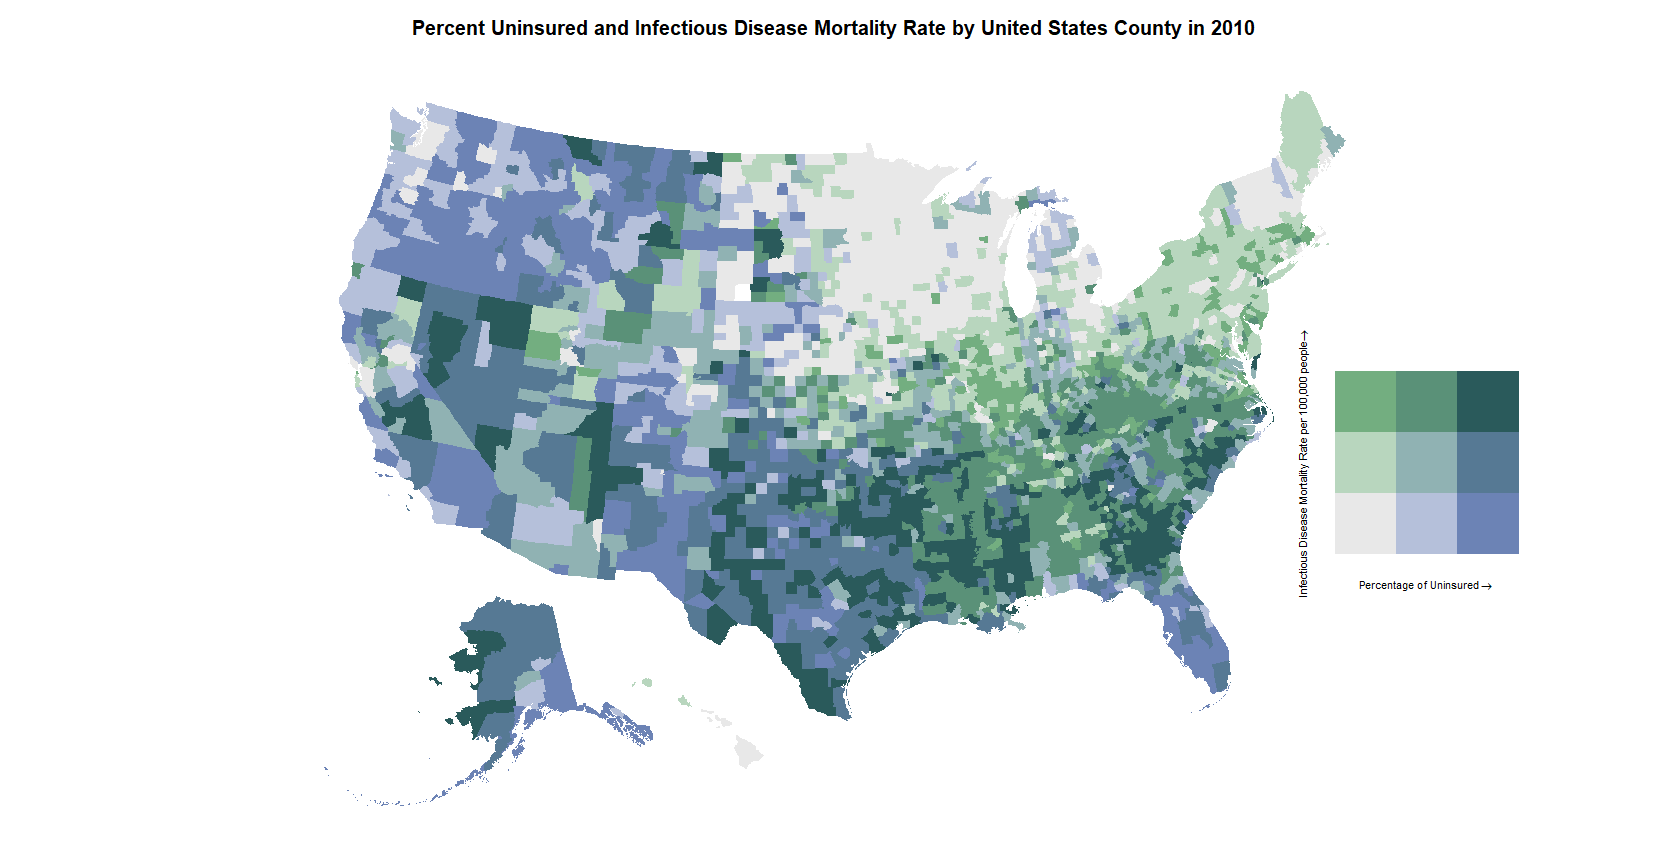 Percent Uninsured and Infectious Disease Mortality Rate by United States County in 2010
Infectious Disease Mortality Rate per 100,000 people→
Percentage of Uninsured→